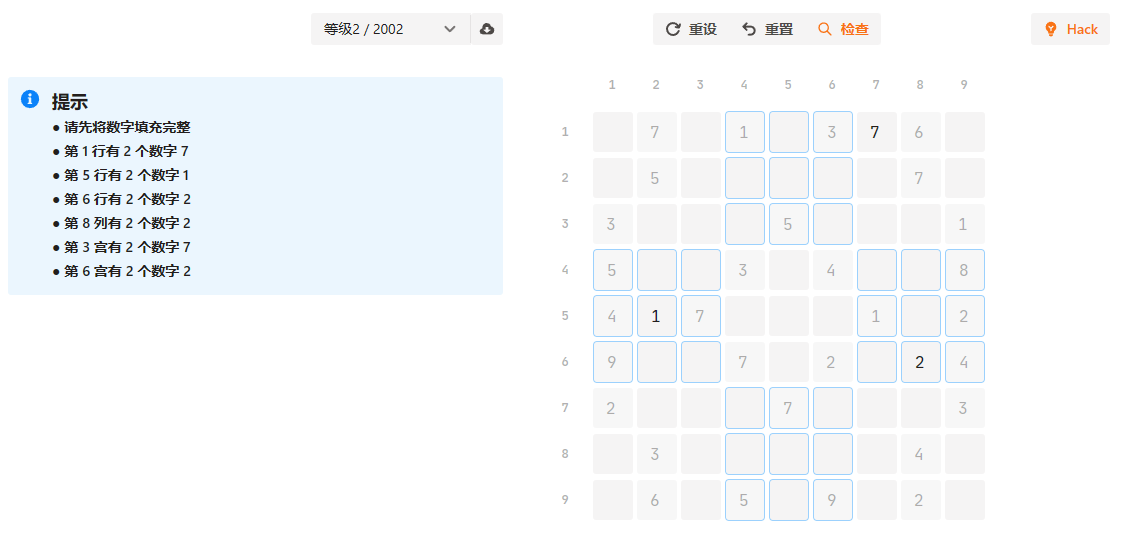 等级2 / 2002
重设 重置 检查
Hack
提示
● 请先将数字填充完整
● 第 1 行有 2 个数字 7
● 第 5 行有 2 个数字 1
● 第 6 行有 2 个数字 2
● 第 8 列有 2 个数字 2
● 第 3 宫有 2 个数字 7
● 第 6 宫有 2 个数字 2
1 2 3 4 5 6 7 8 9
1 7 1 3 7 6
2 5 7
3 3 5 1
4 5 3 4 8
5 4 1 7 1 2
6 9 7 2 2 4
7 2 7 3
8 3 4
9 6 5 9 2